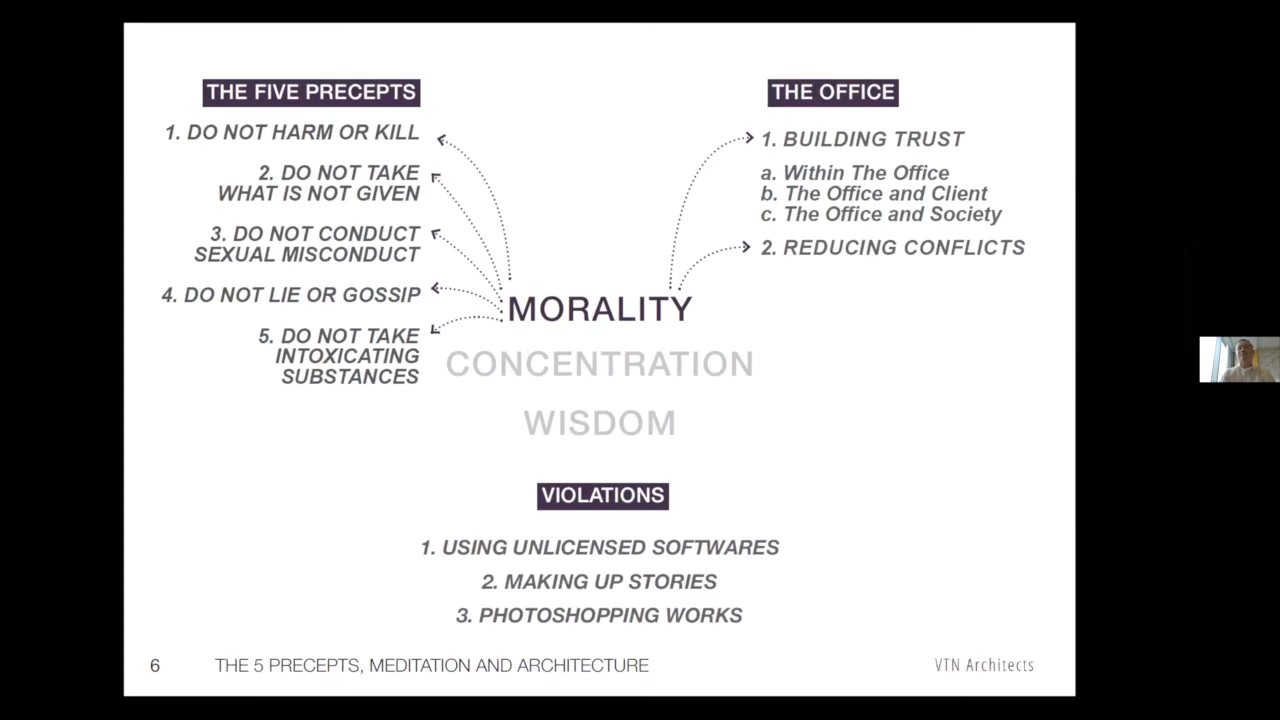 THE FIVE PRECEPTS
1. DO NOT HARM OR KILL
2. DO NOT TAKE
WHAT IS NOT GIVEN
3. DO NOT CONDUCT
SEXUAL MISCONDUCT
4. DO NOT LIE OR GOSSIP
5. DO NOT TAKE
INTOXICATING
SUBSTANCES
THE OFFICE
1. BUILDING TRUST
a. Within The Office
b. The Office and Client
c. The Office and Society
2. REDUCING CONFLICTS
MORALITY
CONCENTRATION
WISDOM
VIOLATIONS
1. USING UNLICENSED SOFTWARES
2. MAKING UP STORIES
3. PHOTOSHOPPING WORKS
6 THE 5 PRECEPTS, MEDITATION AND ARCHITECTURE VTN Architects